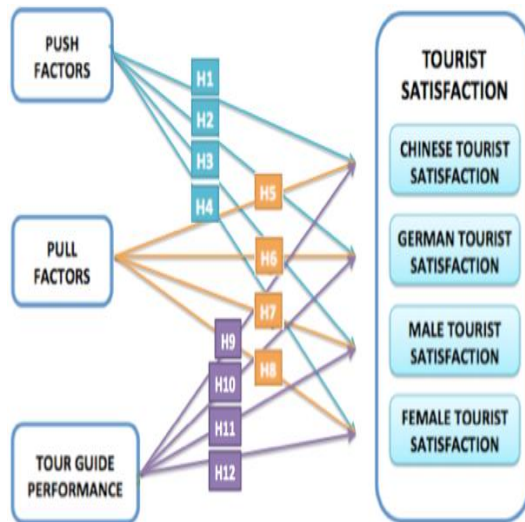 PUSH
FACTORS
PULL
FACTORS
TOUR GUIDE
PERFORMANCE
H1
H2
H3
H4
H5
H6
H7
H8
H9
H10
H11
H12
TOURIST
SATISFACTION
CHINESE TOURIST
SATISFACTION
GERMAN TOURIST
SATISFACTION
MALE TOURIST
SATISFACTION
FEMALE TOURIST
SATISFACTION